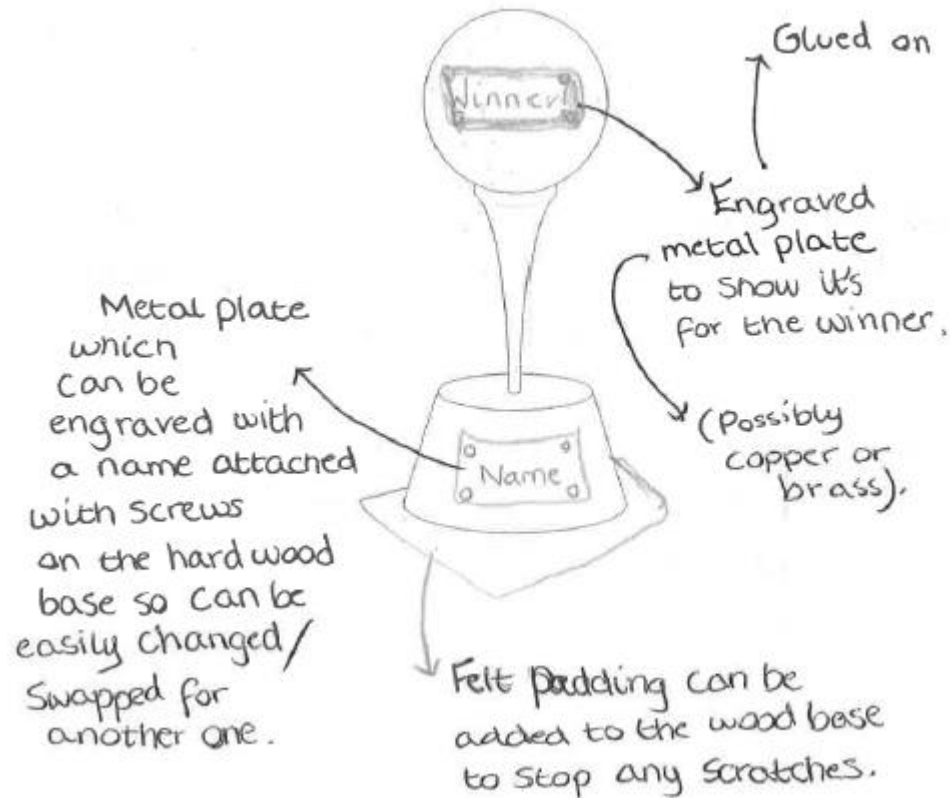 Winner!
Glued on
Engraved
metal plate
to show it's
for the winner.
(Possibly
copper or
brass).
Metal plate
which
can be
engraved with
a name attached
with screws
on the hardwood
base so can be
easily changed/
Swapped for
another one.
Name
Felt padding can be
added to the wood base
to stop any scratches.